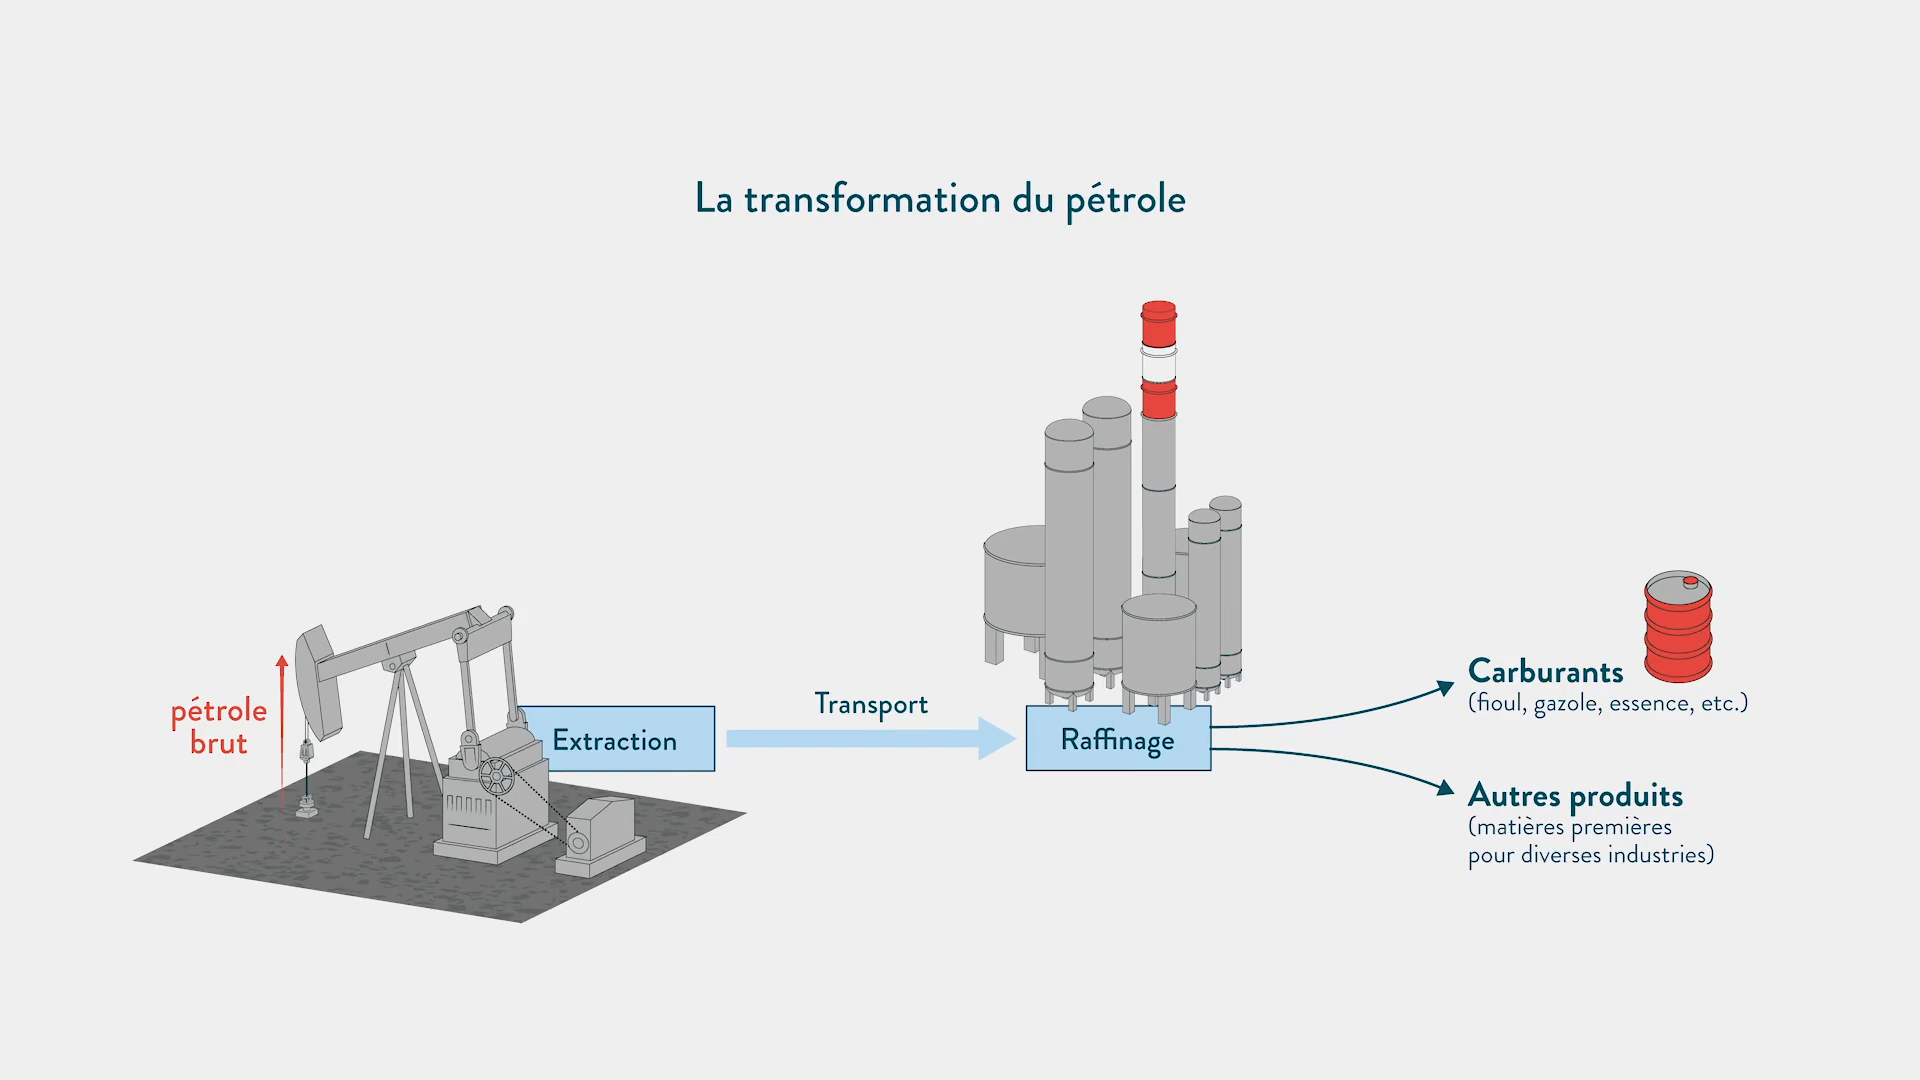 La transformation du pétrole
pétrole
brut
Extraction
Transport
Raffinage
Carburants
(fioul, gazole, essence, etc.)
Autres produits
(matières premières
pour diverses industries)